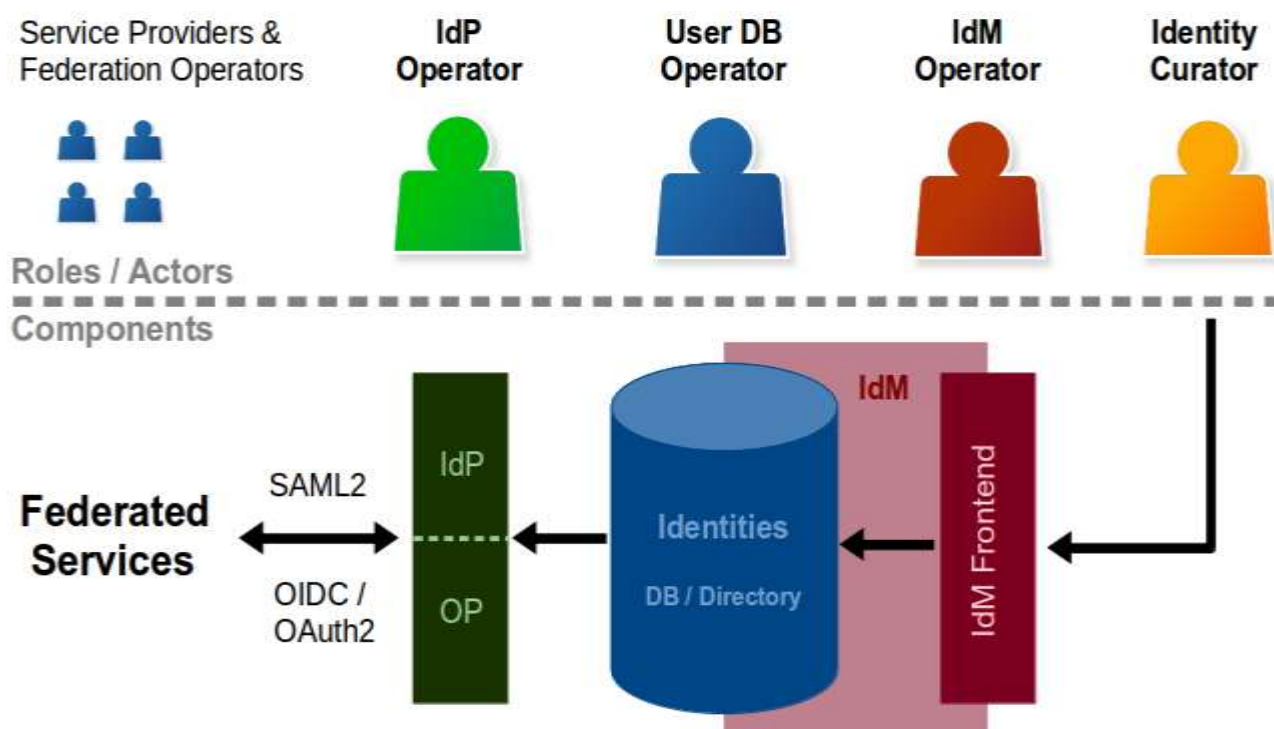 Service Providers &
Federation Operators
IdP
Operator
User DB
Operator
IdM
Operator
Identity
Curator
Roles / Actors
Components
Federated
Services
SAML2
OIDC /
OAuth2
IdP
OP
Identities
DB / Directory
IdM
IdM Frontend